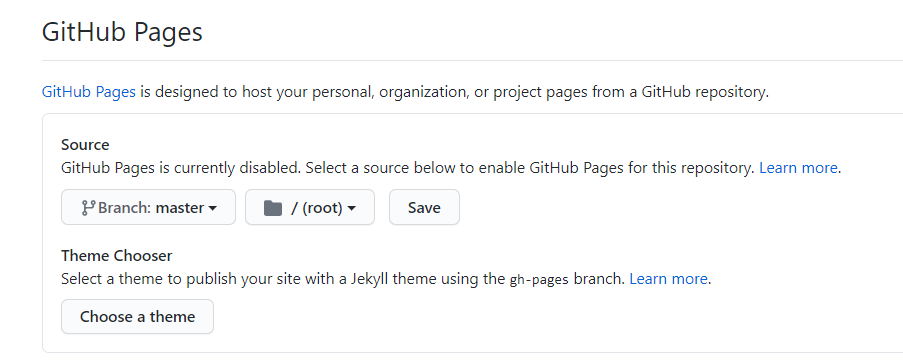 GitHub Pages
GitHub Pages is designed to host your personal, organization, or project pages from a GitHub repository.
Source
GitHub Pages is currently disabled. Select a source below to enable GitHub Pages for this repository. Learn more.
Branch: master / (root) Save
Theme Chooser
Select a theme to publish your site with a Jekyll theme using the gh-pages branch. Learn more.
Choose a theme